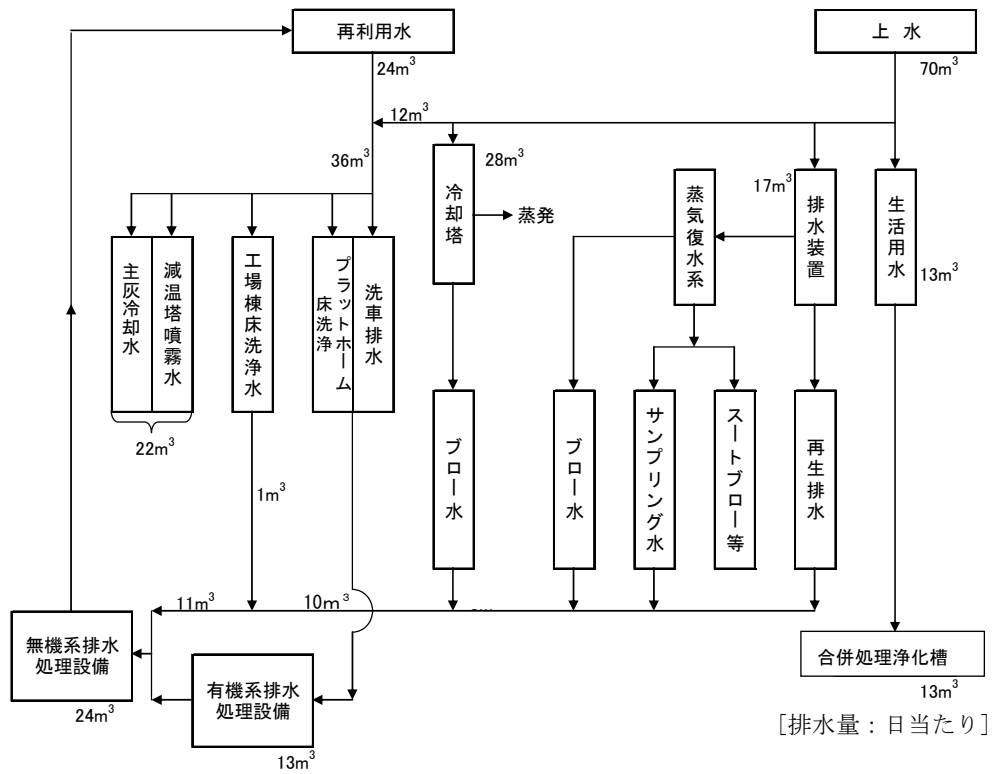 再利用水
上 水
24m³
70m³
12m³
36m³
28m³
17m³
冷却塔
蒸発
蒸気復水系
排水装置
生活用水
13m³
主灰冷却水
減温塔噴霧水
工場棟床洗浄水
プラットホーム
床洗浄
洗車排水
22m³
1m³
ブロー水
ブロー水
サンプリング水
スートブロー等
再生排水
11m³
10m³
無機系排水
処理設備
24m³
有機系排水
処理設備
13m³
合併処理浄化槽
13m³
[排水量：日当たり]